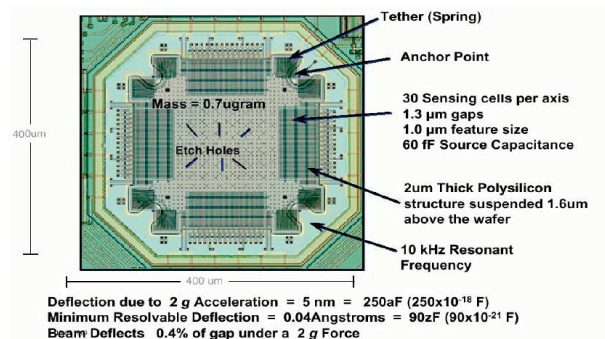 Tether (Spring)
Anchor Point
Mass = 0.7ugram
30 Sensing cells per axis
1.3 µm gaps
1.0 µm feature size
60 fF Source Capacitance
400um
Etch Holes
2um Thick Polysilicon
structure suspended 1.6um
above the wafer
10 kHz Resonant
Frequency
400 um
Deflection due to 2 g Acceleration = 5 nm = 250aF (250x10⁻¹⁸ F)
Minimum Resolvable Deflection = 0.04Angstroms = 90zF (90x10⁻²¹ F)
Beam Deflects 0.4% of gap under a 2 g Force